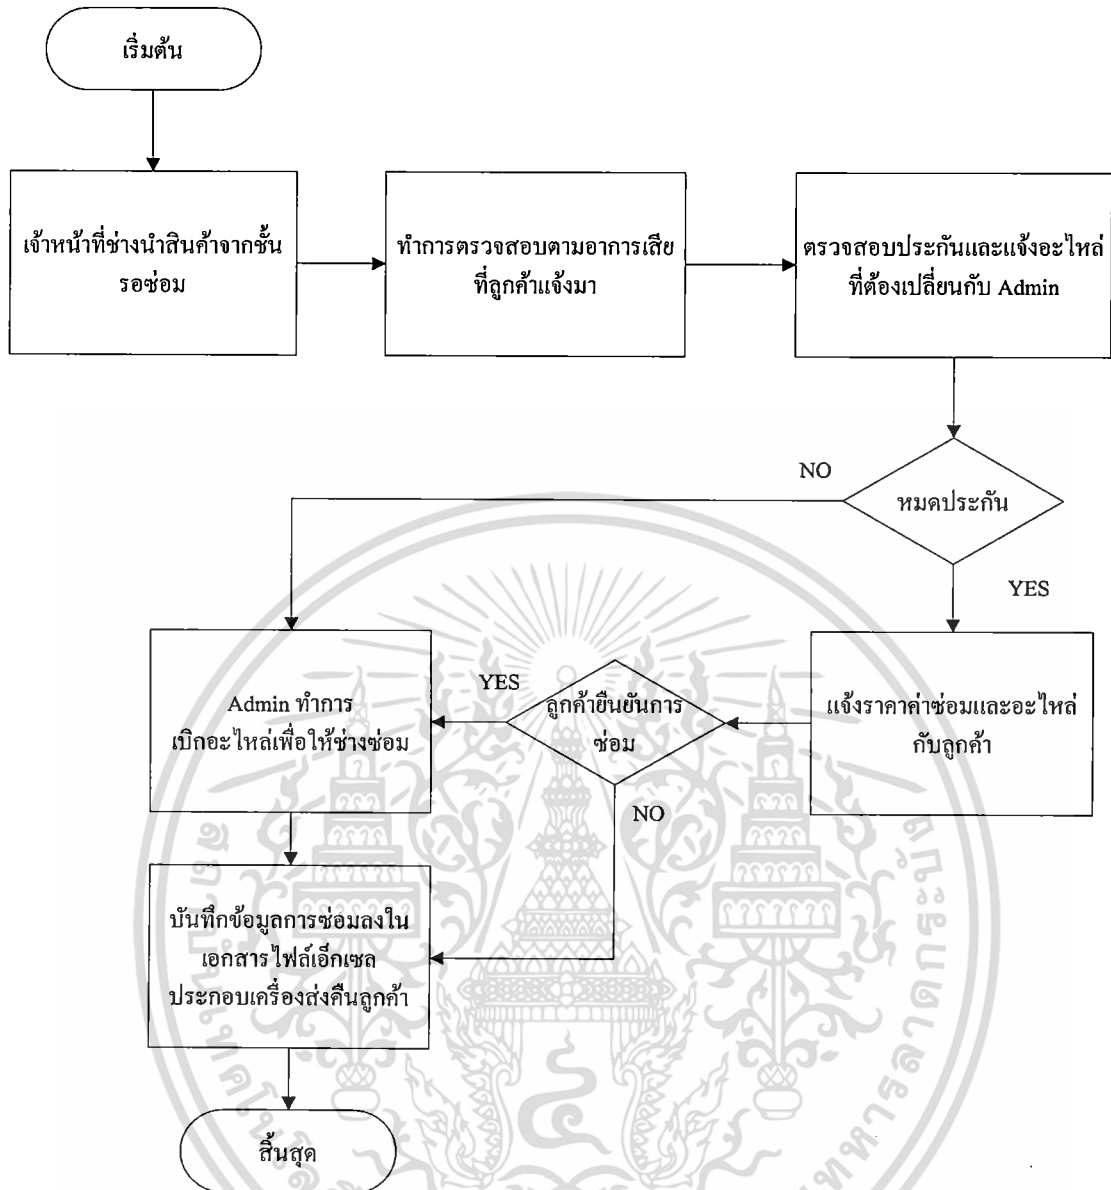 เริ่มต้น
เจ้าหน้าที่ช่างนำสินค้าจากชั้น
รอซ่อม
ทำการตรวจสอบตามอาการเสีย
ที่ลูกค้าแจ้งมา
ตรวจสอบประกันและแจ้งอะไหล่
ที่ต้องเปลี่ยนกับ Admin
NO
หมดประกัน
YES
แจ้งราคาค่าซ่อมและอะไหล่
กับลูกค้า
YES
ลูกค้ายืนยันการ
ซ่อม
NO
Admin ทำการ
เบิกอะไหล่เพื่อให้ช่างซ่อม
บันทึกข้อมูลการซ่อมลงใน
เอกสารไฟล์เอ็กเซล
ประกอบเครื่องส่งคืนลูกค้า
สิ้นสุด